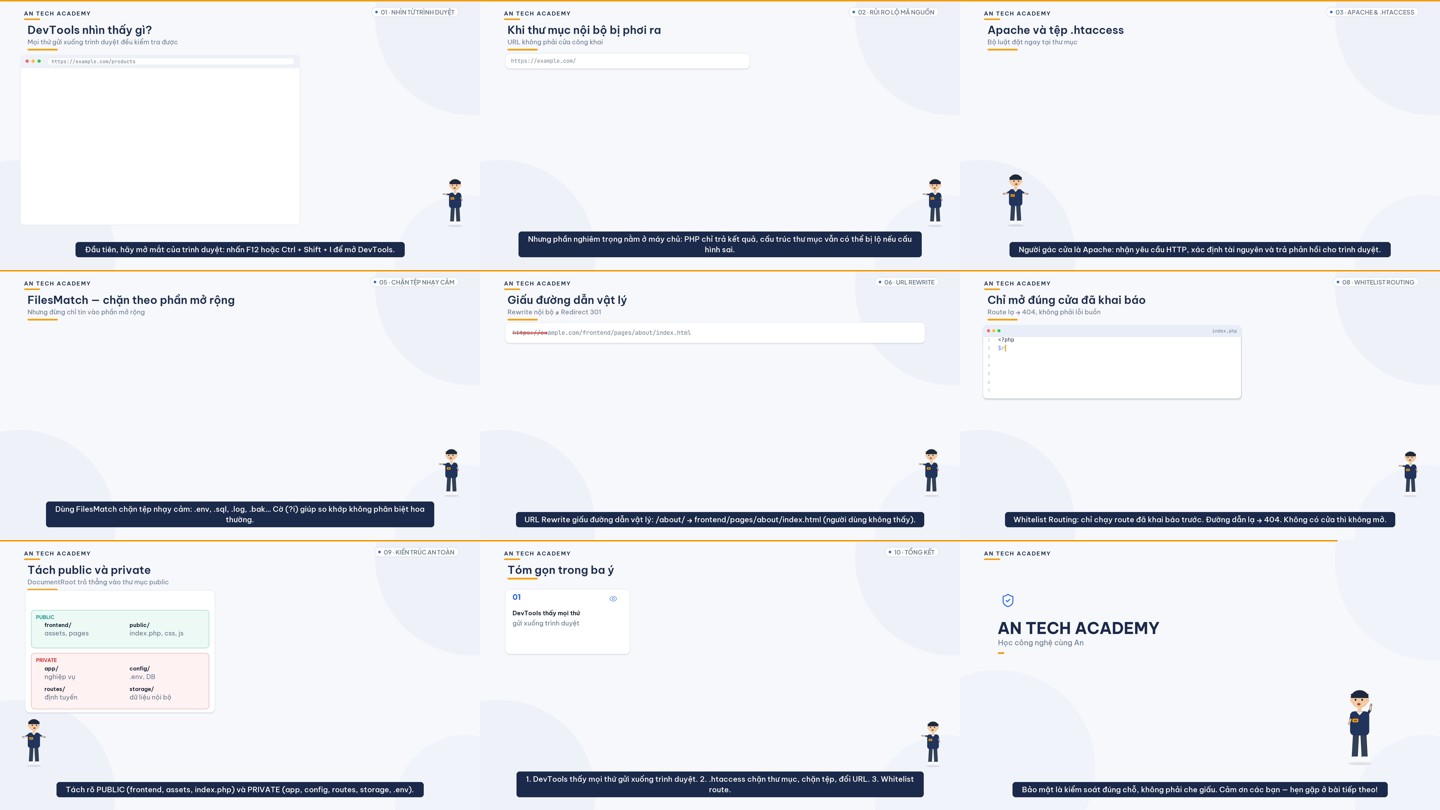 AN TECH ACADEMY
01 · NHÌN TỪ TRÌNH DUYỆT
DevTools nhìn thấy gì?
Mọi thứ gửi xuống trình duyệt đều kiểm tra được
https://example.com/products
Đầu tiên, hãy mở mắt của trình duyệt: nhấn F12 hoặc Ctrl + Shift + I để mở DevTools.
AN TECH ACADEMY
02 · RỦI RO LỘ MÃ NGUỒN
Khi thư mục nội bộ bị phơi ra
URL không phải cửa công khai
https://example.com/
Nhưng phần nghiêm trọng nằm ở máy chủ: PHP chỉ trả kết quả, cấu trúc thư mục vẫn có thể bị lộ nếu cấu
hình sai.
AN TECH ACADEMY
03 · APACHE & .HTACCESS
Apache và tệp .htaccess
Bộ luật đặt ngay tại thư mục
Người gác cửa là Apache: nhận yêu cầu HTTP, xác định tài nguyên và trả phản hồi cho trình duyệt.
AN TECH ACADEMY
05 · CHẶN TỆP NHẠY CẢM
FilesMatch — chặn theo phần mở rộng
Nhưng đừng chỉ tin vào phần mở rộng
Dùng FilesMatch chặn tệp nhạy cảm: .env, .sql, .log, .bak... Cờ (?i) giúp so khớp không phân biệt hoa
thường.
AN TECH ACADEMY
06 · URL REWRITE
Giấu đường dẫn vật lý
Rewrite nội bộ ≠ Redirect 301
https://example.com/frontend/pages/about/index.html
URL Rewrite giấu đường dẫn vật lý: /about/ → frontend/pages/about/index.html (người dùng không thấy).
AN TECH ACADEMY
08 · WHITELIST ROUTING
Chỉ mở đúng cửa đã khai báo
Route lạ → 404, không phải lỗi buồn
index.php
1 <?php
2 $r
3
4
5
6
7
Whitelist Routing: chỉ chạy route đã khai báo trước. Đường dẫn lạ → 404. Không có cửa thì không mở.
AN TECH ACADEMY
09 · KIẾN TRÚC AN TOÀN
Tách public và private
DocumentRoot trỏ thẳng vào thư mục public
PUBLIC
frontend/ public/
assets, pages index.php, css, js
PRIVATE
app/ config/
nghiệp vụ .env, DB
routes/ storage/
định tuyến dữ liệu nội bộ
Tách rõ PUBLIC (frontend, assets, index.php) và PRIVATE (app, config, routes, storage, .env).
AN TECH ACADEMY
10 · TỔNG KẾT
Tóm gọn trong ba ý
01
DevTools thấy mọi thứ
gửi xuống trình duyệt
1. DevTools thấy mọi thứ gửi xuống trình duyệt. 2. .htaccess chặn thư mục, chặn tệp, đổi URL. 3. Whitelist
route.
AN TECH ACADEMY
AN TECH ACADEMY
Học công nghệ cùng An
Bảo mật là kiểm soát đúng chỗ, không phải che giấu. Cảm ơn các bạn — hẹn gặp ở bài tiếp theo!